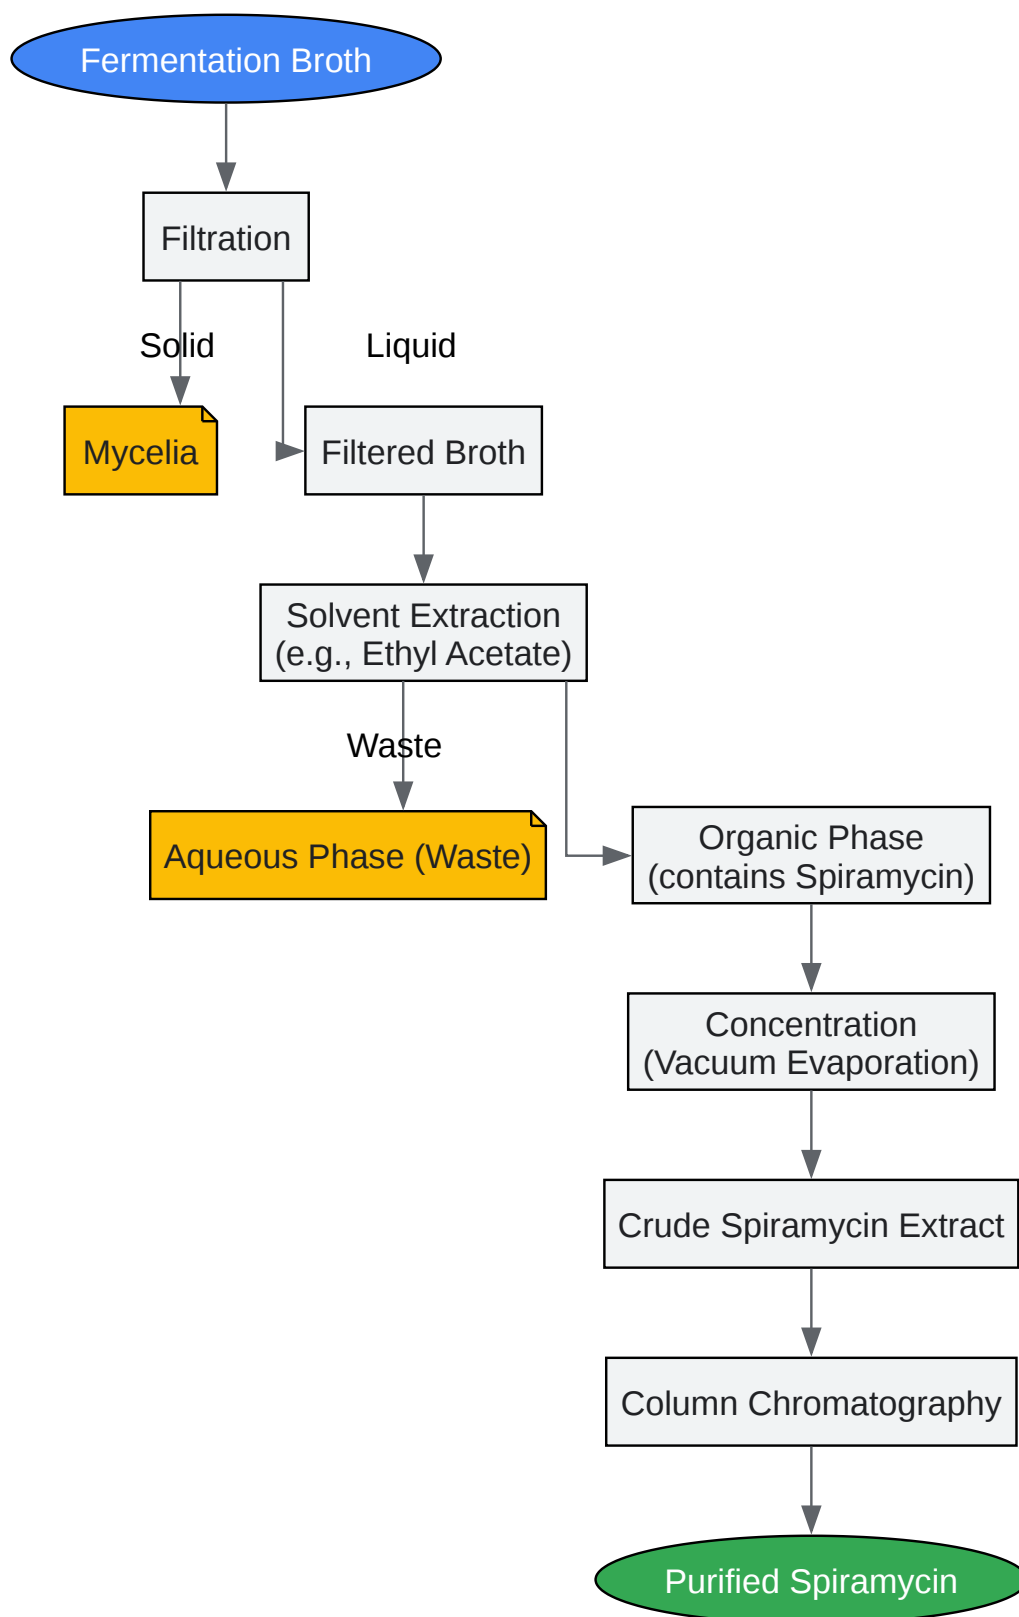 Fermentation Broth
Filtration
Solid
Liquid
Mycelia
Filtered Broth
Solvent Extraction
(e.g., Ethyl Acetate)
Waste
Aqueous Phase (Waste)
Organic Phase
(contains Spiramycin)
Concentration
(Vacuum Evaporation)
Crude Spiramycin Extract
Column Chromatography
Purified Spiramycin